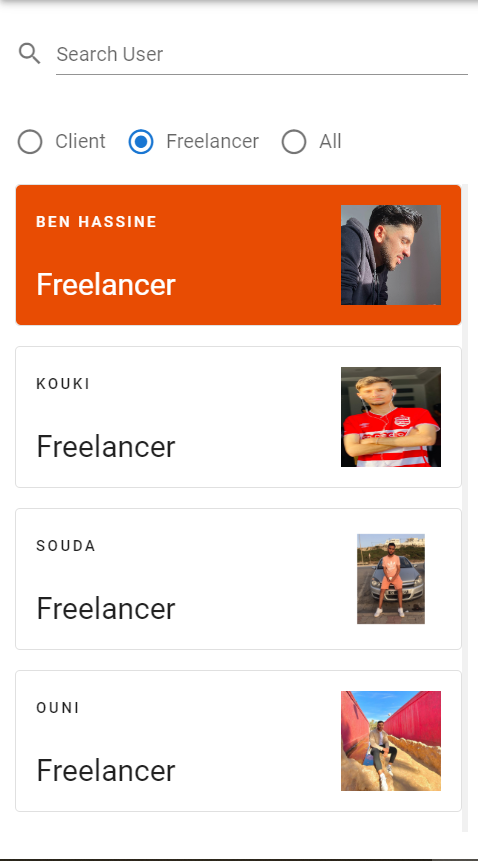 Search User
Client Freelancer All
BEN HASSINE
Freelancer
KOUKI
Freelancer
SOUDA
Freelancer
OUNI
Freelancer